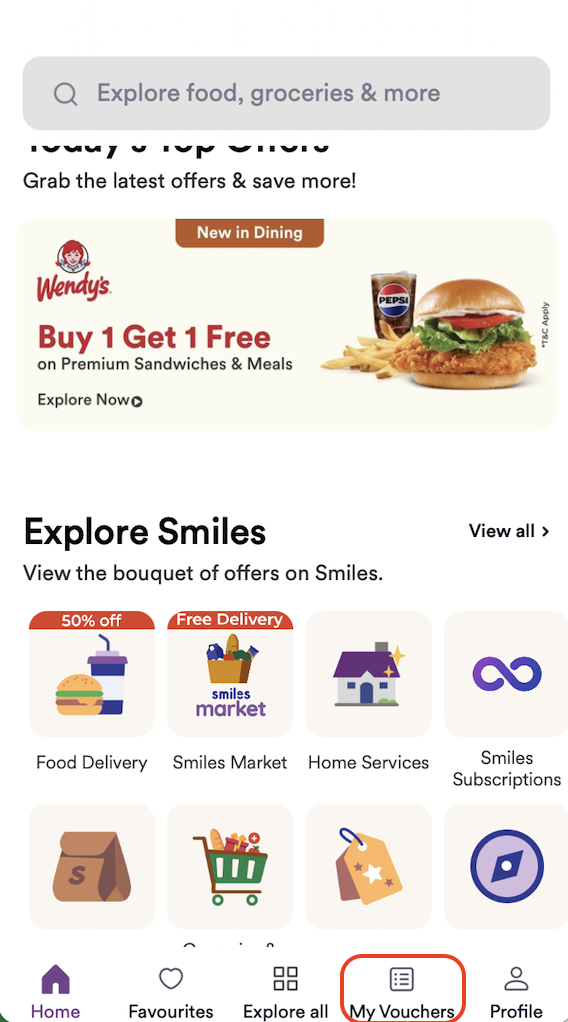 Explore food, groceries & more
Today's Top Offers
Grab the latest offers & save more!
New in Dining
Wendy's
Buy 1 Get 1 Free
on Premium Sandwiches & Meals
Explore Now
PEPSI
*T&C Apply
Explore Smiles
View all >
View the bouquet of offers on Smiles.
50% off
Free Delivery
smiles
market
Food Delivery
Smiles Market
Home Services
Smiles
Subscriptions
S
Home
Favourites
Explore all
My Vouchers
Profile